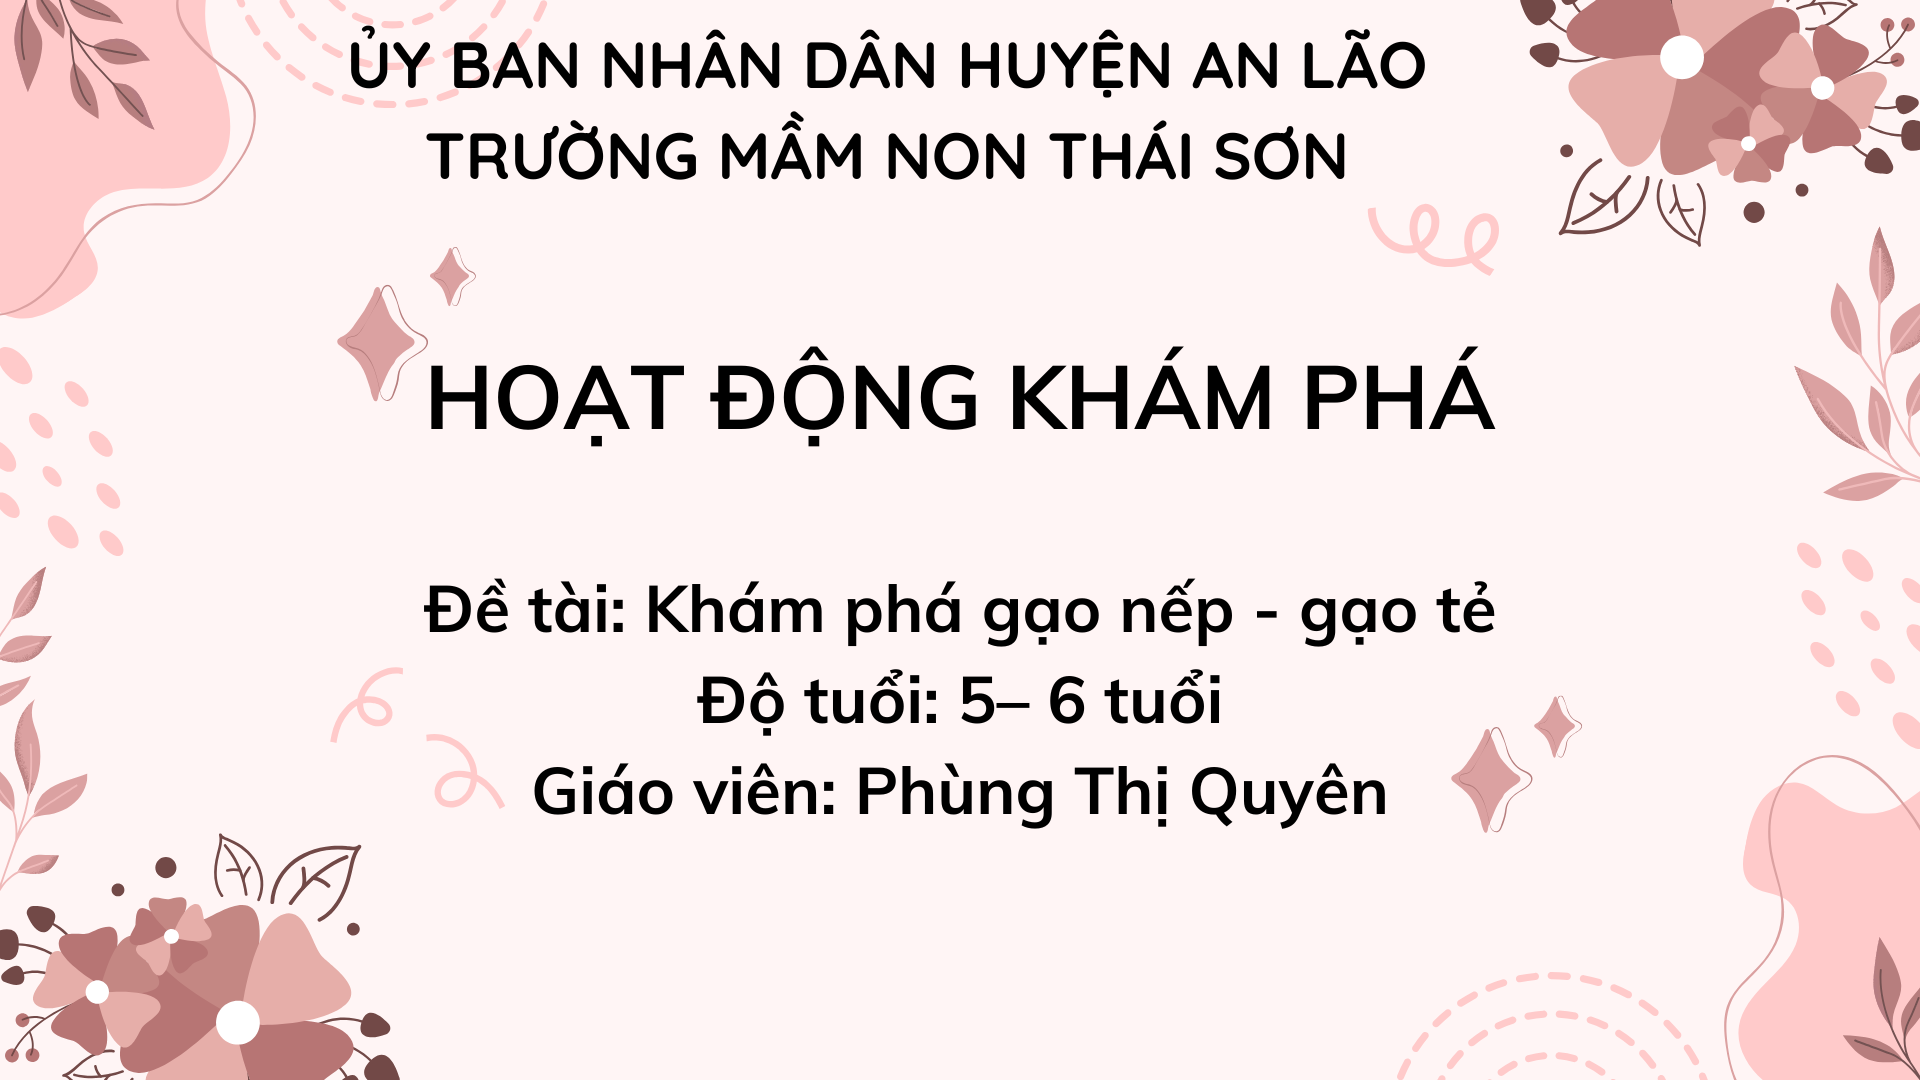 ỦY BAN NHÂN DÂN HUYỆN AN LÃO
TRƯỜNG MẦM NON THÁI SƠN
HOẠT ĐỘNG KHÁM PHÁ
Đề tài: Khám phá gạo nếp - gạo tẻ
Độ tuổi: 5– 6 tuổi
Giáo viên: Phùng Thị Quyên